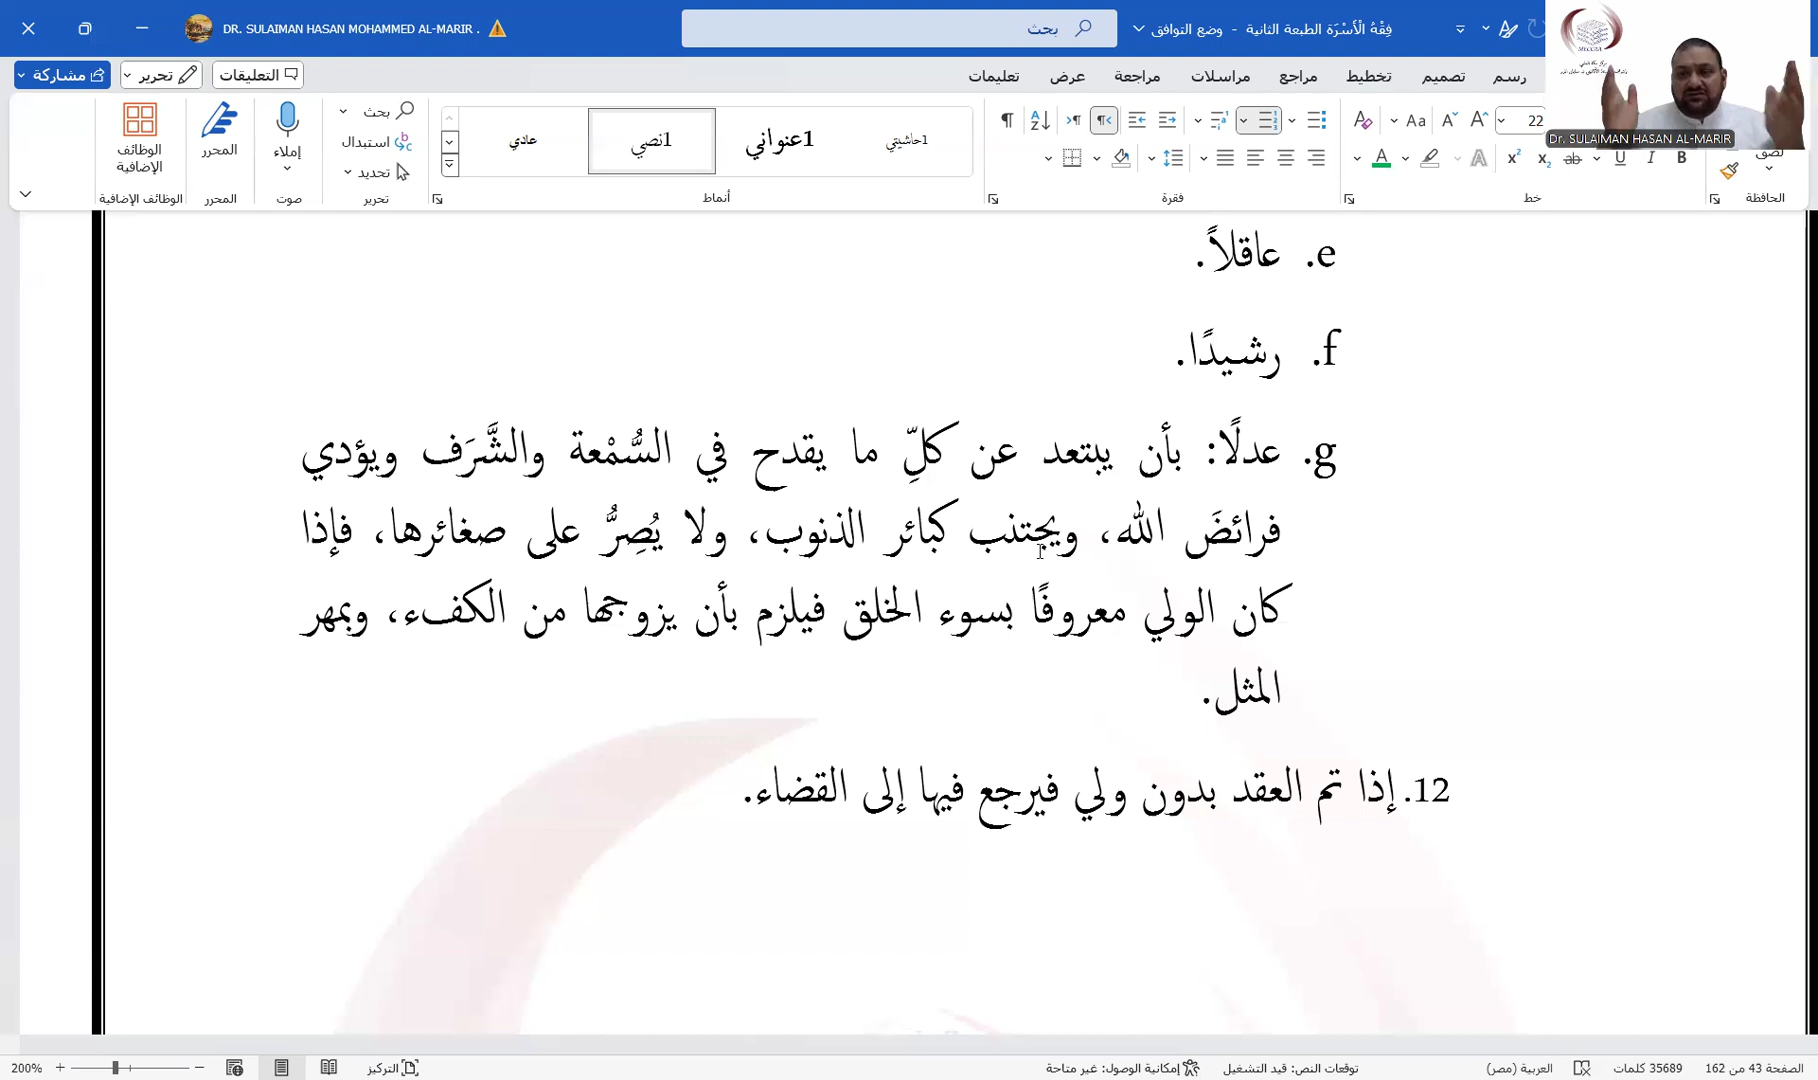 DR. SULAIMAN HASAN MOHAMMED AL-MARIR .
بحث
فِقْهُ الْأسْرَة الطبعة الثانية - وضع التوافق
مشاركة
تحرير
التعليقات
تعليمات
عرض
مراجعة
مراسلات
مراجع
تخطيط
تصميم
رسم
Dr. SULAIMAN HASAN AL-MARIR
الوظائف الإضافية
المحرر
إملاء
بحث
استبدال
تحديد
عادي
1نصي
1عنواني
1حاشيتي
22
لصق
الوظائف الإضافية
المحرر
صوت
تحرير
أنماط
فقرة
خط
الحافظة
e. عاقلاً.
f. رشيدًا.
g. عدلًا: بأن يبتعد عن كلِّ ما يقدح في السُّمْعة والشَّرَف ويؤدي
فرائضَ الله، ويجتنب كبائر الذنوب، ولا يُصِرُّ على صغائرها، فإذا
كان الولي معروفًا بسوء الخلق فيلزم بأن يزوجها من الكفء، وبمهر
المثل.
12. إذا تم العقد بدون ولي فيرجع فيها إلى القضاء.
الصفحة 43 من 162
35689 كلمات
العربية (مصر)
توقعات النص: قيد التشغيل
إمكانية الوصول: غير متاحة
التركيز
200%